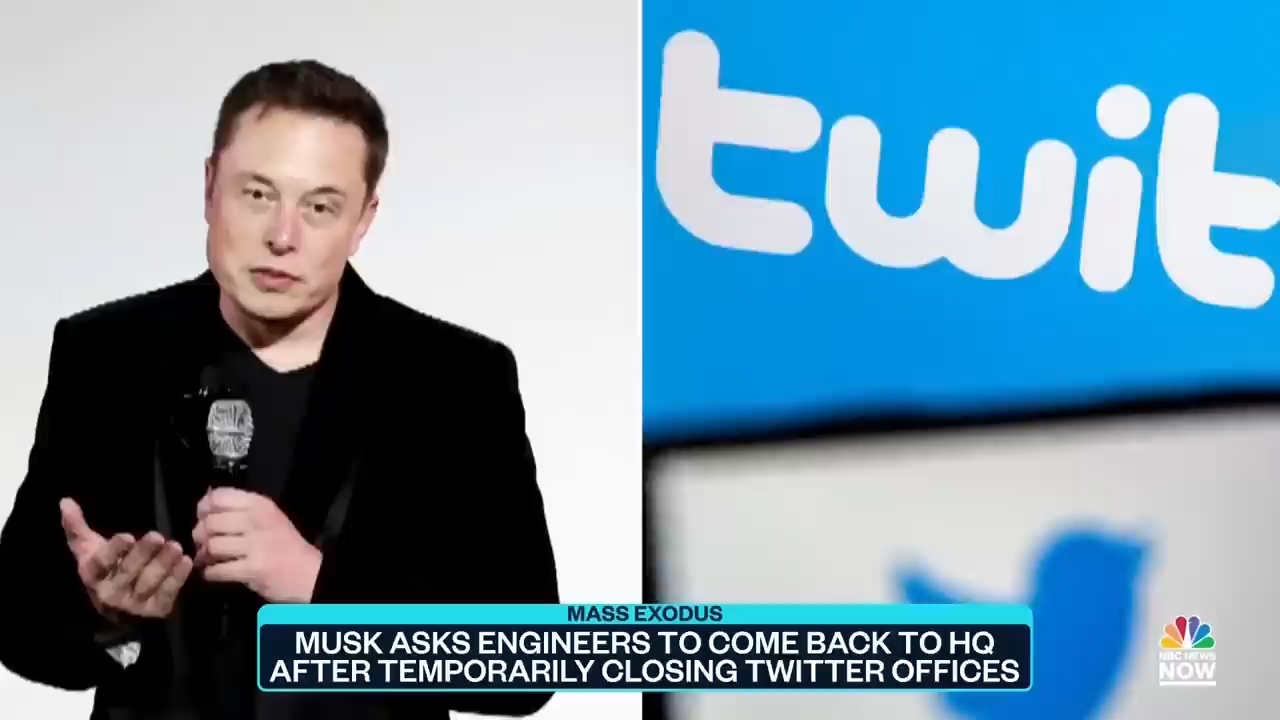 twit
MASS EXODUS
MUSK ASKS ENGINEERS TO COME BACK TO HQ
AFTER TEMPORARILY CLOSING TWITTER OFFICES
NBC NEWS
NOW